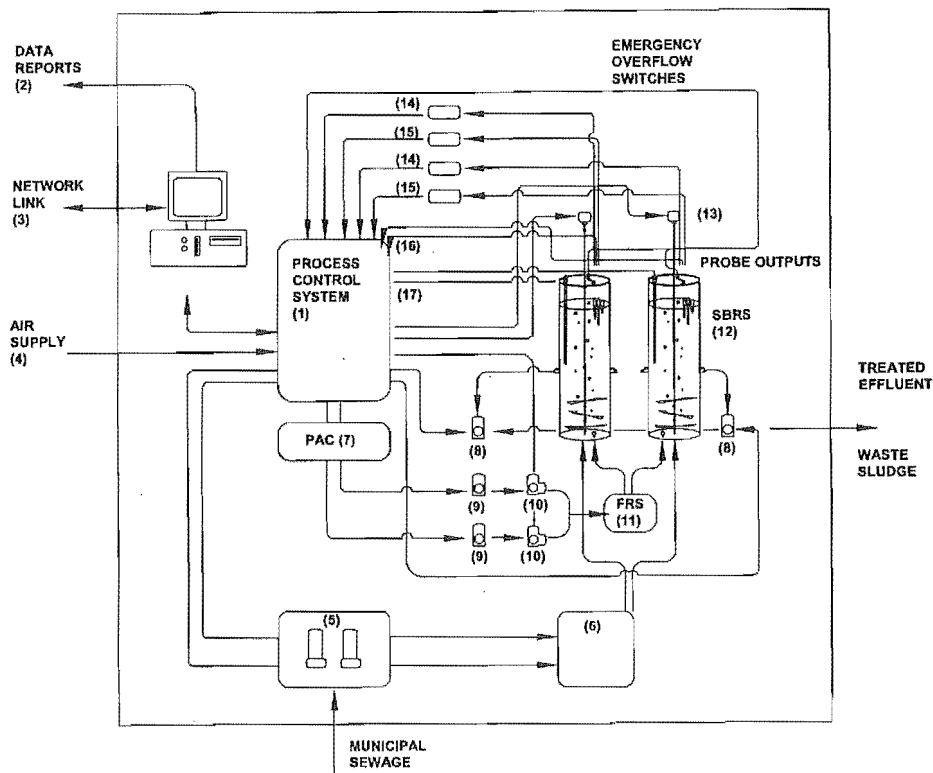 DATA
REPORTS
(2)
EMERGENCY
OVERFLOW
SWITCHES
(14)
(15)
(14)
(15)
NETWORK
LINK
(3)
(13)
(16)
PROCESS
CONTROL
SYSTEM
(1)
PROBE OUTPUTS
(17)
SBRS
(12)
AIR
SUPPLY
(4)
TREATED
EFFLUENT
PAC (7)
(8)
(8)
WASTE
SLUDGE
(9)
(10)
FRS
(11)
(9)
(10)
(5)
(6)
MUNICIPAL
SEWAGE